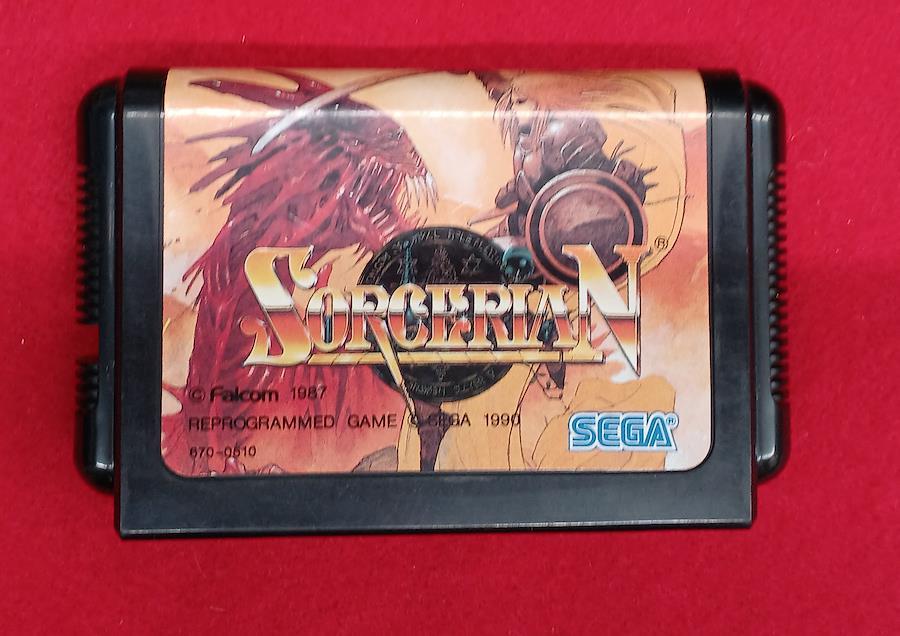 SORCERIAN®
© Falcom 1987
REPROGRAMMED GAME © SEGA 1990
670-0510
SEGA